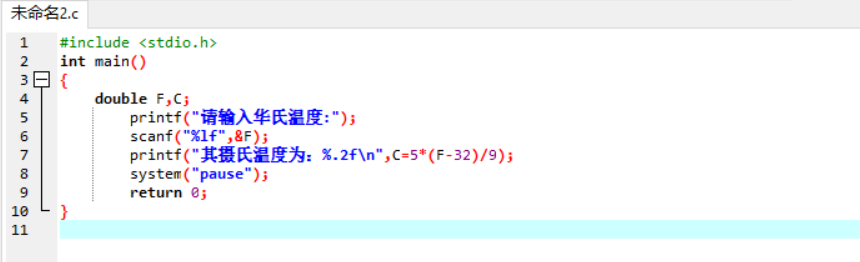 未命名2.c
1 #include <stdio.h>
2 int main()
3 {
4 double F,C;
5 printf("请输入华氏温度:");
6 scanf("%lf",&F);
7 printf("其摄氏温度为：%.2f\n",C=5*(F-32)/9);
8 system("pause");
9 return 0;
10 }
11